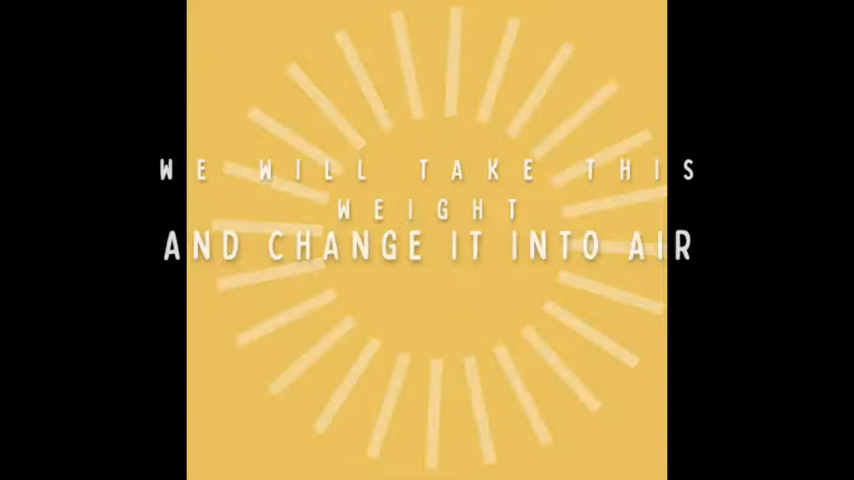 WE WILL TAKE THIS
WEIGHT
AND CHANGE IT INTO AIR